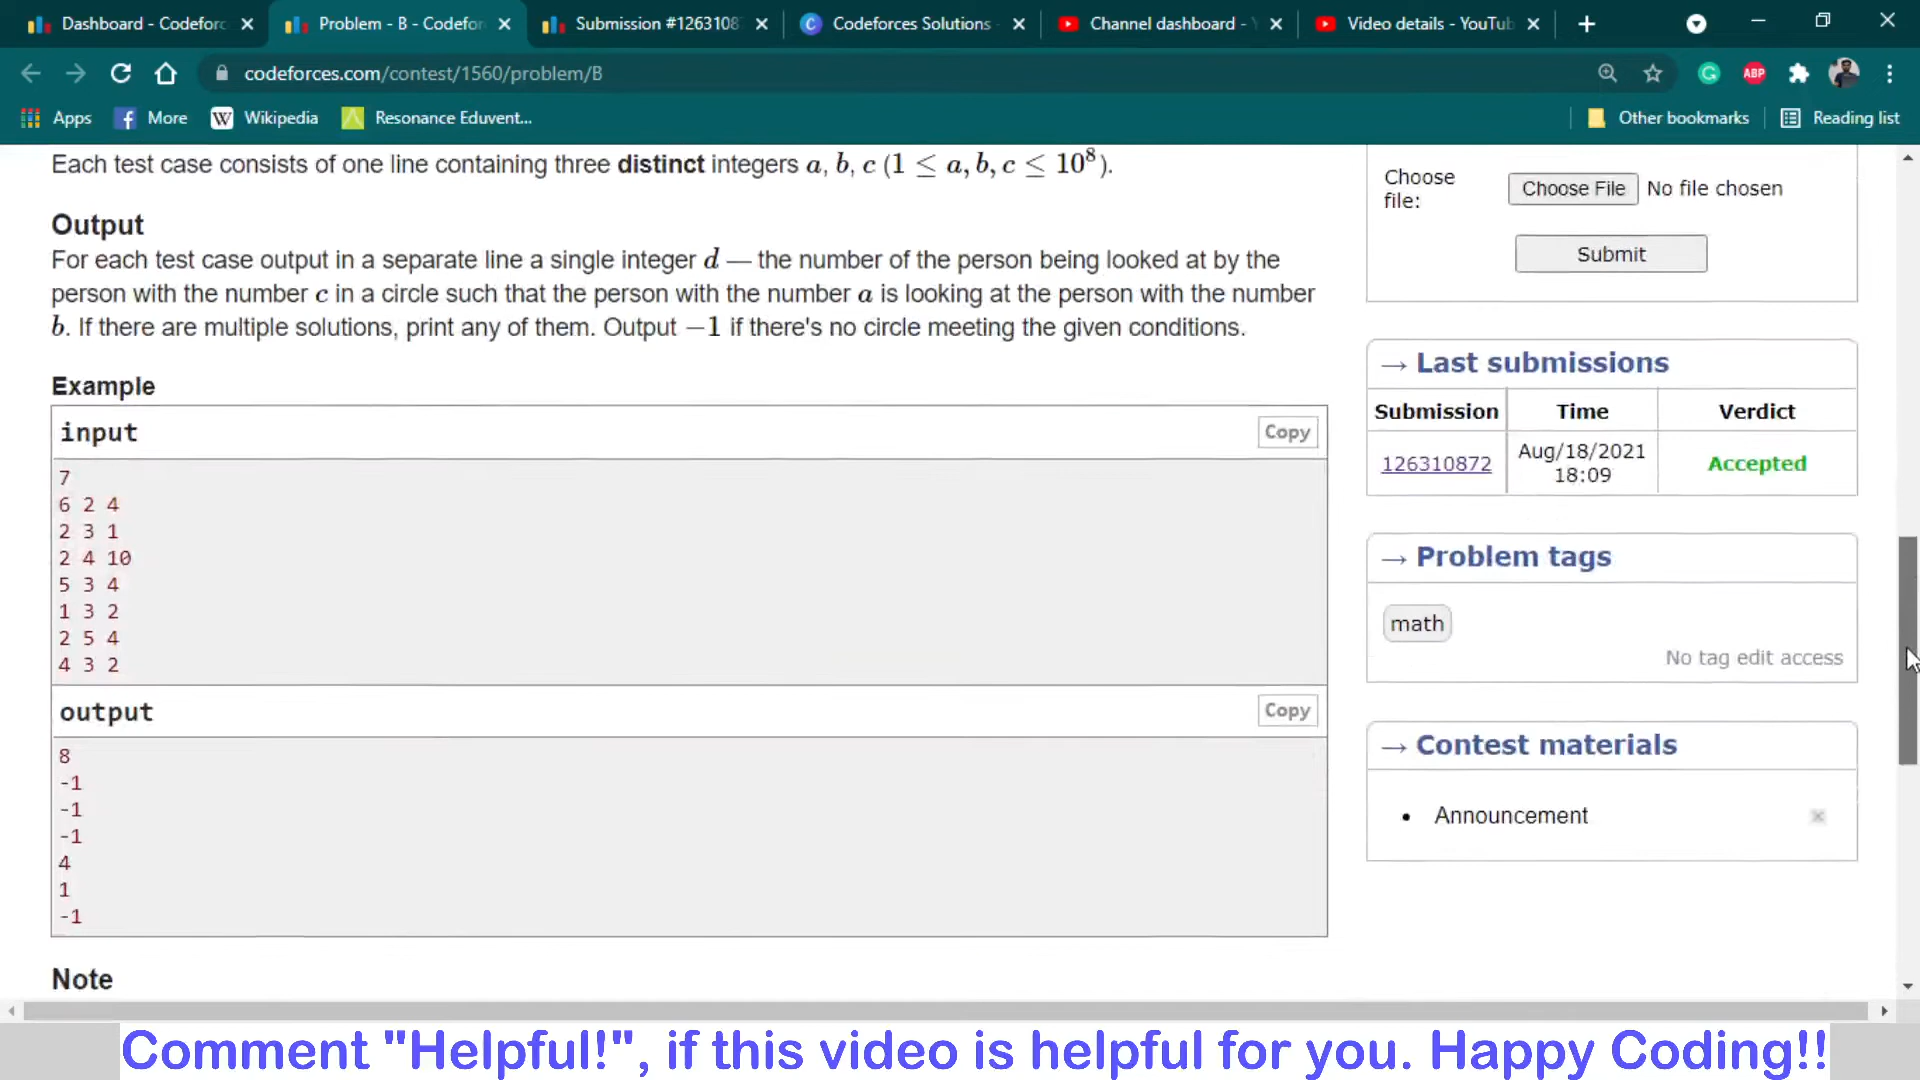 Dashboard - Codeforc
Problem - B - Codefor
Submission #1263108
Codeforces Solutions -
Channel dashboard -
Video details - YouTub
codeforces.com/contest/1560/problem/B
ABP
Apps
More
Wikipedia
Resonance Eduvent...
Other bookmarks
Reading list
Each test case consists of one line containing three distinct integers a, b, c (1 ≤ a, b, c ≤ 10⁸).
Output
For each test case output in a separate line a single integer d — the number of the person being looked at by the
person with the number c in a circle such that the person with the number a is looking at the person with the number
b. If there are multiple solutions, print any of them. Output −1 if there's no circle meeting the given conditions.
Example
input
Copy
7
6 2 4
2 3 1
2 4 10
5 3 4
1 3 2
2 5 4
4 3 2
output
Copy
8
-1
-1
-1
4
1
-1
Note
Choose
file:
Choose File No file chosen
Submit
→ Last submissions
Submission Time Verdict
126310872
Aug/18/2021
18:09
Accepted
→ Problem tags
math
No tag edit access
→ Contest materials
Announcement
Comment "Helpful!", if this video is helpful for you. Happy Coding!!